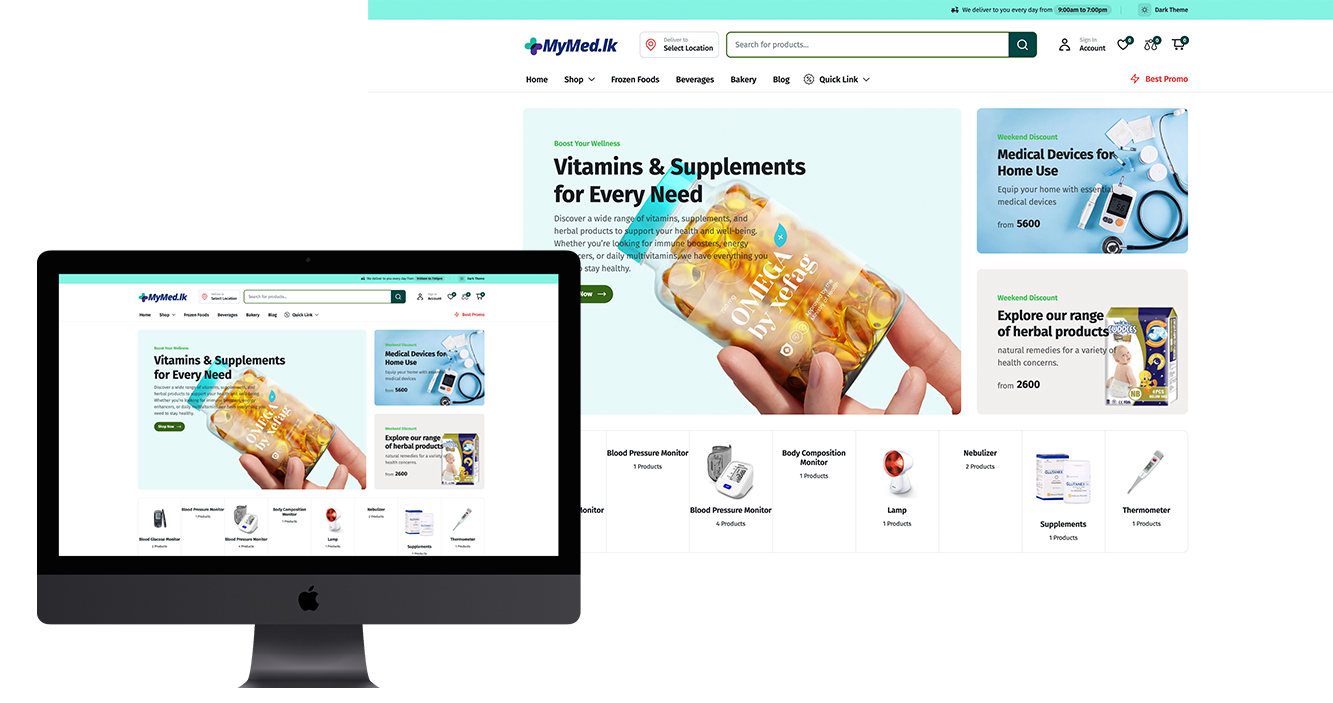 We deliver to you every day from 9:00am to 7:00pm
Dark Theme
MyMed.lk
Deliver to
Select Location
Search for products...
Sign in
Account
0
0
0
Home
Shop
Frozen Foods
Beverages
Bakery
Blog
Quick Link
Best Promo
Boost Your Wellness
Vitamins & Supplements
for Every Need
Discover a wide range of vitamins, supplements, and
herbal products to support your health and well-being.
Whether you're looking for immune boosters, energy
cers, or daily multivitamins, we have everything you
o stay healthy.
Now
OMEGA
by xefag
Weekend Discount
Medical Devices for
Home Use
Equip your home with essential
medical devices
from 5600
Weekend Discount
Explore our range
of herbal products
natural remedies for a variety of
health concerns.
from 2600
CUDDLES
NB
Monitor
Blood Pressure Monitor
1 Products
Blood Pressure Monitor
4 Products
Body Composition
Monitor
1 Products
Lamp
1 Products
Nebulizer
2 Products
Supplements
1 Products
Thermometer
1 Products
We deliver to you every day from 9:00am to 7:00pm
Dark Theme
MyMed.lk
Deliver to
Select Location
Search for products...
Sign in
Account
Home
Shop
Frozen Foods
Beverages
Bakery
Blog
Quick Link
Best Promo
Boost Your Wellness
Vitamins & Supplements
for Every Need
Discover a wide range of vitamins, supplements, and
herbal products to support your health and well-being.
Whether you're looking for immune boosters, energy
enhancers, or daily multivitamins, we have everything you
need to stay healthy.
Shop Now
OMEGA
by xefag
Weekend Discount
Medical Devices for
Home Use
Equip your home with essential
medical devices
from 5600
Weekend Discount
Explore our range
of herbal products
natural remedies for a variety of
health concerns.
from 2600
Blood Glucose Monitor
2 Products
Blood Pressure Monitor
1 Products
Blood Pressure Monitor
4 Products
Body Composition
Monitor
1 Products
Lamp
1 Products
Nebulizer
2 Products
Supplements
1 Products
Thermometer
1 Products